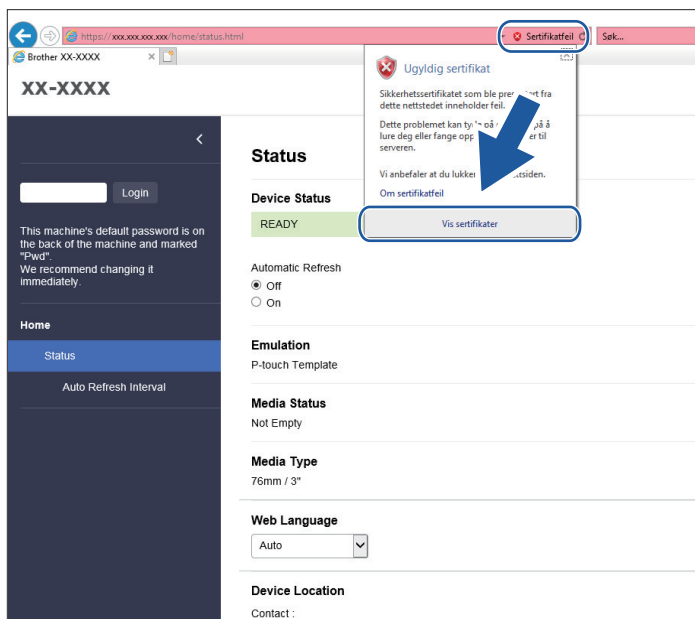 https://xxx.xxx.xxx.xxx/home/status.html
Sertifikatfeil
Søk...
Brother XX-XXXX
XX-XXXX
Login
This machine's default password is on
the back of the machine and marked
"Pwd".
We recommend changing it
immediately.
Home
Status
Auto Refresh Interval
Ugyldig sertifikat
Sikkerhetssertifikatet som ble fra
dette nettstedet inneholder feil.
Dette problemet kan på på å
lure deg eller fange opp til
serveren.
Vi anbefaler at du lukker
Om sertifikatfeil
Vis sertifikater
Status
Device Status
READY
Automatic Refresh
Off
On
Emulation
P-touch Template
Media Status
Not Empty
Media Type
76mm / 3"
Web Language
Auto
Device Location
Contact :